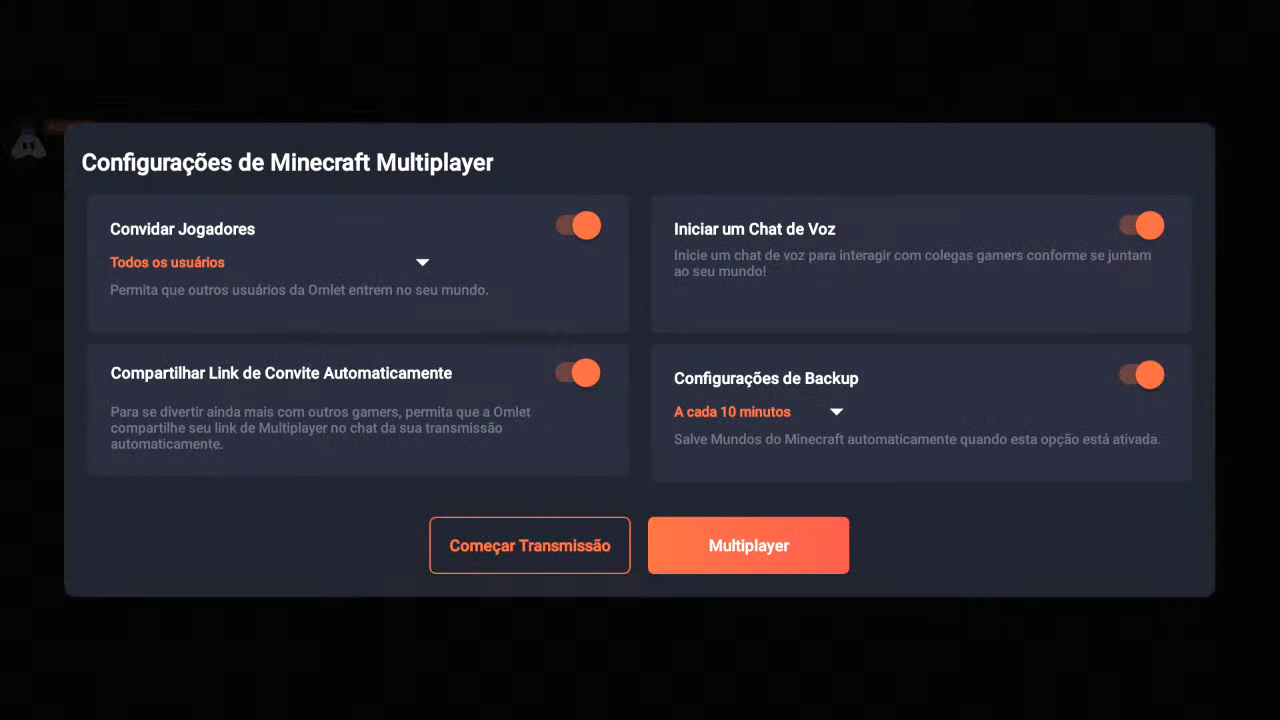 Configurações de Minecraft Multiplayer
Convidar Jogadores
Todos os usuários
Permita que outros usuários da Omlet entrem no seu mundo.
Iniciar um Chat de Voz
Inicie um chat de voz para interagir com colegas gamers conforme se juntam
ao seu mundo!
Compartilhar Link de Convite Automaticamente
Para se divertir ainda mais com outros gamers, permita que a Omlet
compartilhe seu link de Multiplayer no chat da sua transmissão
automaticamente.
Configurações de Backup
A cada 10 minutos
Salve Mundos do Minecraft automaticamente quando esta opção está ativada.
Começar Transmissão
Multiplayer